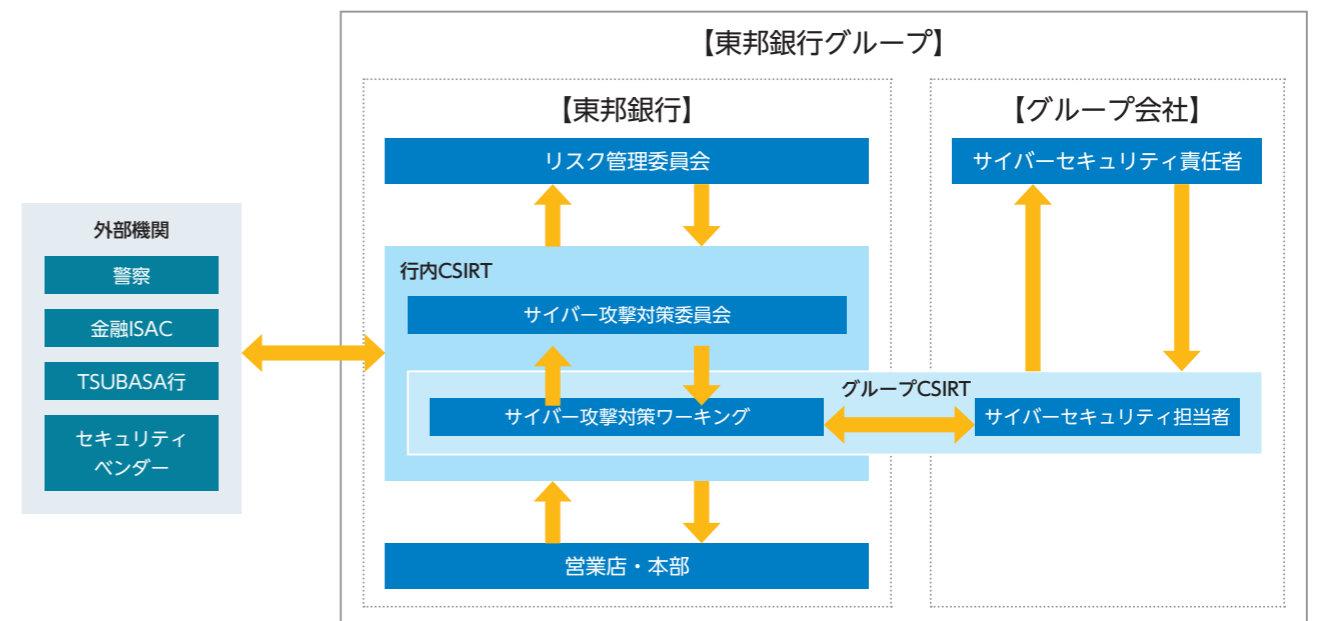 【東邦銀行グループ】
【東邦銀行】
リスク管理委員会
行内CSIRT
サイバー攻撃対策委員会
グループCSIRT
サイバー攻撃対策ワーキング
営業店・本部
【グループ会社】
サイバーセキュリティ責任者
サイバーセキュリティ担当者
外部機関
警察
金融ISAC
TSUBASA行
セキュリティ
ベンダー